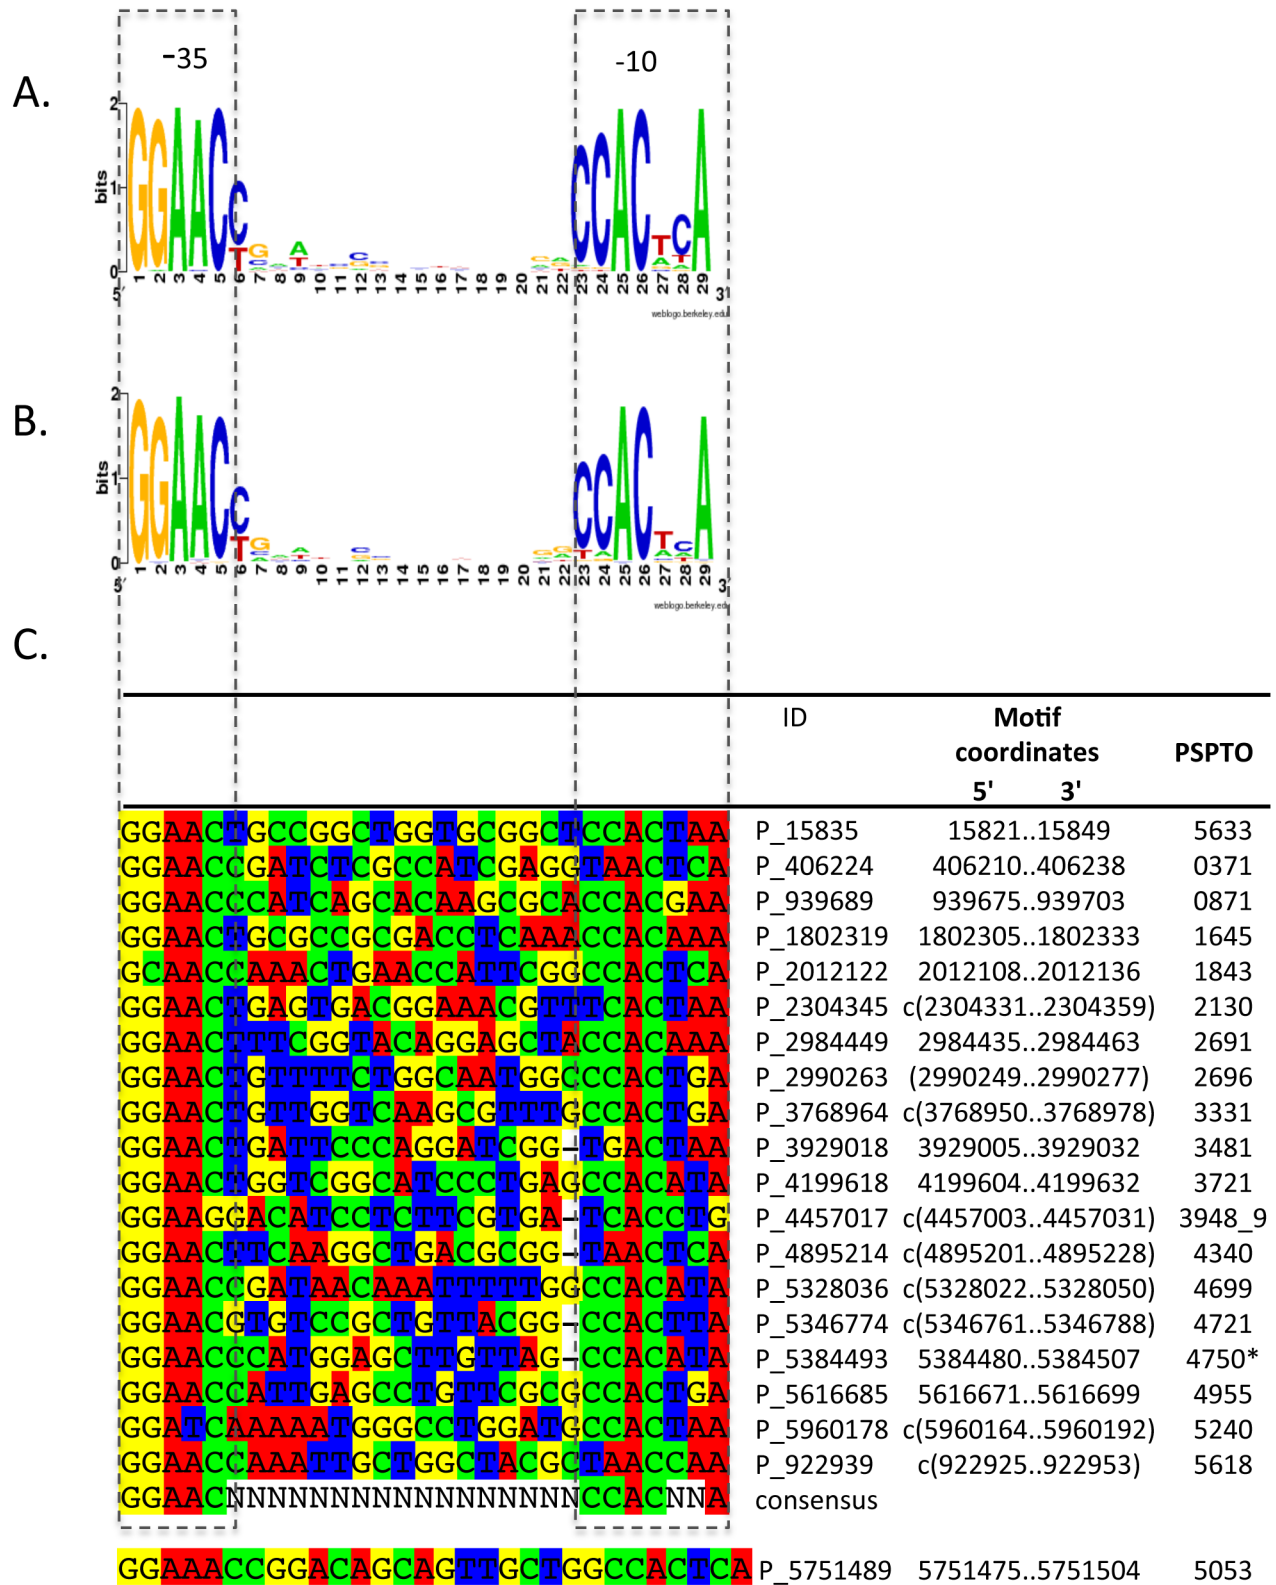 -35
-10
A.
2
1
0
bits
GGAACC
T
CCACTCA
1 2 3 4 5 6 7 8 9 10 11 12 13 14 15 16 17 18 19 20 21 22 23 24 25 26 27 28 29
5′
3′
weblogo.berkeley.edu
B.
2
1
0
bits
GGAACC
T
CCACTCA
1 2 3 4 5 6 7 8 9 10 11 12 13 14 15 16 17 18 19 20 21 22 23 24 25 26 27 28 29
5′
3′
weblogo.berkeley.edu
C.
ID Motif
coordinates PSPTO
5' 3'
GGAACTGCCGGCTGGTGCGGCTCCACTAA P_15835 15821..15849 5633
GGAACCGATCTCGCCATCGAGGTAACTCA P_406224 406210..406238 0371
GGAACCCATCAGCACAAGCGCACCACGAA P_939689 939675..939703 0871
GGAACTGCGCCGCGACCTCAAACCACAAA P_1802319 1802305..1802333 1645
GCAACCAAACTGAACCATTCGGCCACTCA P_2012122 2012108..2012136 1843
GGAACTGAGTGACGGAAACGTTTCACTAA P_2304345 c(2304331..2304359) 2130
GGAACTTTCGGTACAGGAGCTACCACAAA P_2984449 2984435..2984463 2691
GGAACTGTTTTCTGGCAATGGCCCACTGA P_2990263 (2990249..2990277) 2696
GGAACTGTTGGTCAAGCGTTTGCCACTGA P_3768964 c(3768950..3768978) 3331
GGAACTGATTCCCAGGATCGG-TGACTAA P_3929018 3929005..3929032 3481
GGAACTGGTCGGCATCCCTGAGCCACATA P_4199618 4199604..4199632 3721
GGAAGGACATCCTCTTCGTGA-TCACCTG P_4457017 c(4457003..4457031) 3948_9
GGAACTTCAAGGCTGACGCGG-TAACTCA P_4895214 c(4895201..4895228) 4340
GGAACCGATAACAAATTTTTGGCCACATA P_5328036 c(5328022..5328050) 4699
GGAACGTGTCCGCTGTTACGG-CCACTTA P_5346774 c(5346761..5346788) 4721
GGAACCCATGGAGCTTGTTAG-CCACATA P_5384493 5384480..5384507 4750*
GGAACCATTGAGCCTGTTCGCGCCACTGA P_5616685 5616671..5616699 4955
GGATCAAAAATGGGCCTGGATGCCACTAA P_5960178 c(5960164..5960192) 5240
GGAACCAAATTGCTGGCTACGCTAACCAA P_922939 c(922925..922953) 5618
GGAACNNNNNNNNNNNNNNNNNCCACNNA consensus
GGAAACCGGACAGCAGTTGCTGGCCACTCA P_5751489 5751475..5751504 5053